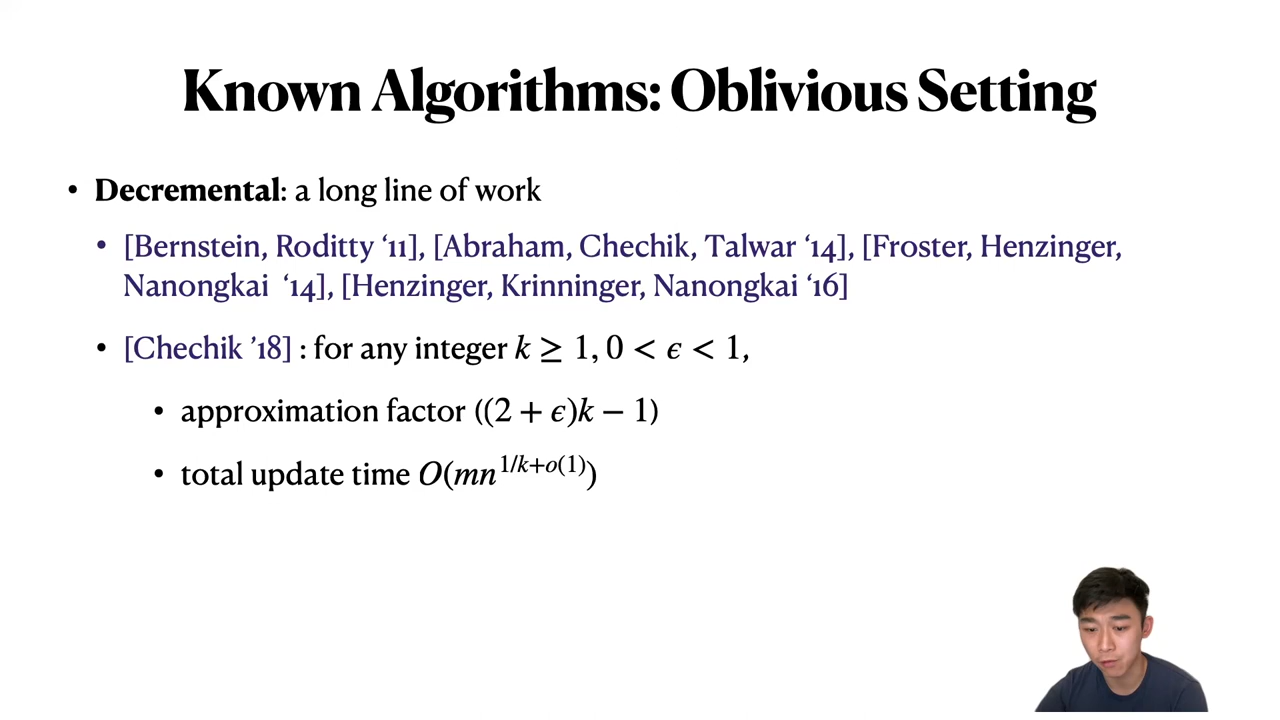 Known Algorithms: Oblivious Setting
• Decremental: a long line of work
• [Bernstein, Roditty ‘11], [Abraham, Chechik, Talwar ‘14], [Froster, Henzinger,
Nanongkai ‘14], [Henzinger, Krinninger, Nanongkai ‘16]
• [Chechik ’18] : for any integer k ≥ 1, 0 < ϵ < 1,
• approximation factor ((2 + ϵ)k − 1)
• total update time O(mn^{1/k+o(1)})